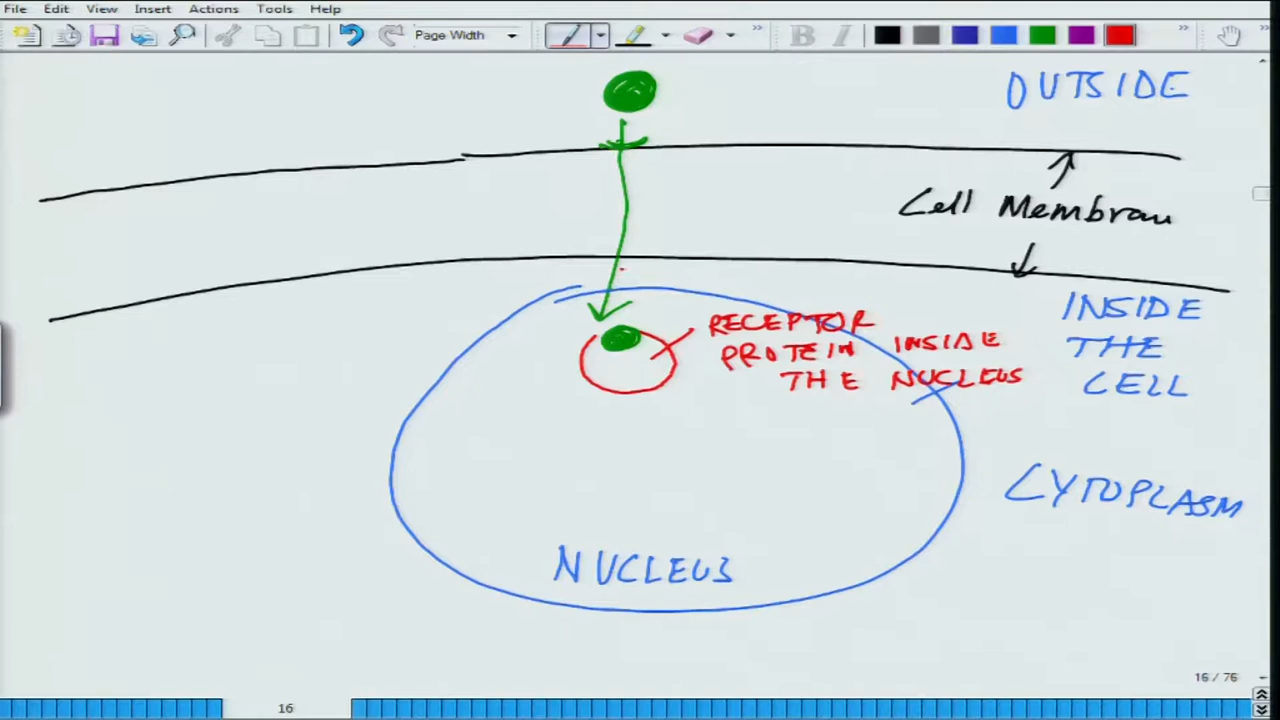 File Edit View Insert Actions Tools Help
Page Width
OUTSIDE
Cell Membran
INSIDE
THE
CELL
RECEPTOR
PROTEIN INSIDE
THE NUCLEUS
CYTOPLASM
NUCLEUS
16 / 76
16